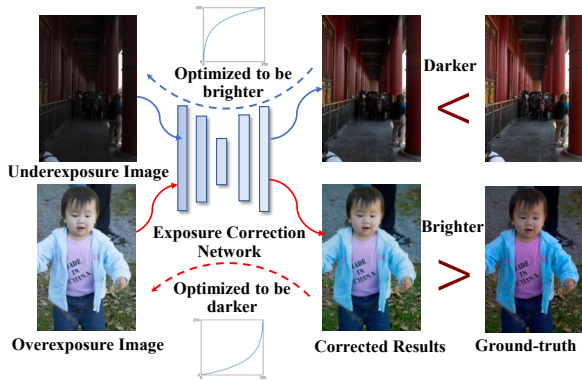 Optimized to be
brighter
Darker
<
Underexposure Image
Exposure Correction
Network
Brighter
>
MADE
IN
CHINA
Optimized to be
darker
Overexposure Image
Corrected Results
Ground-truth